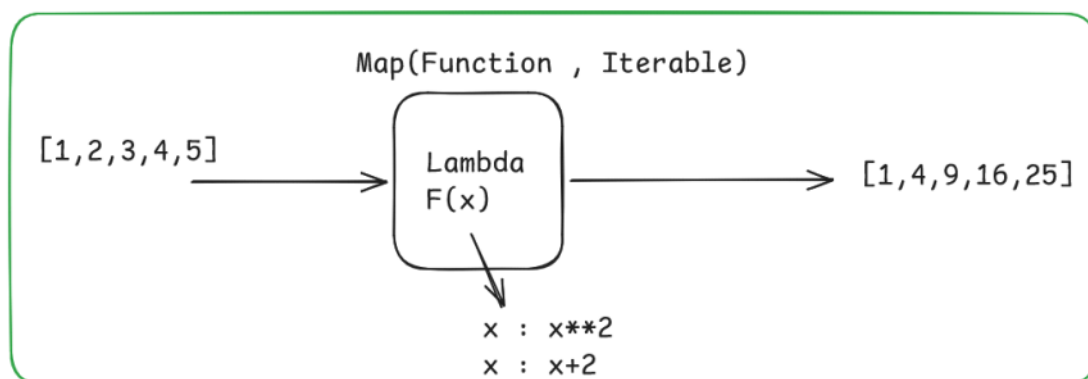 Map(Function , Iterable)
[1,2,3,4,5]
Lambda
F(x)
[1,4,9,16,25]
x : x**2
x : x+2